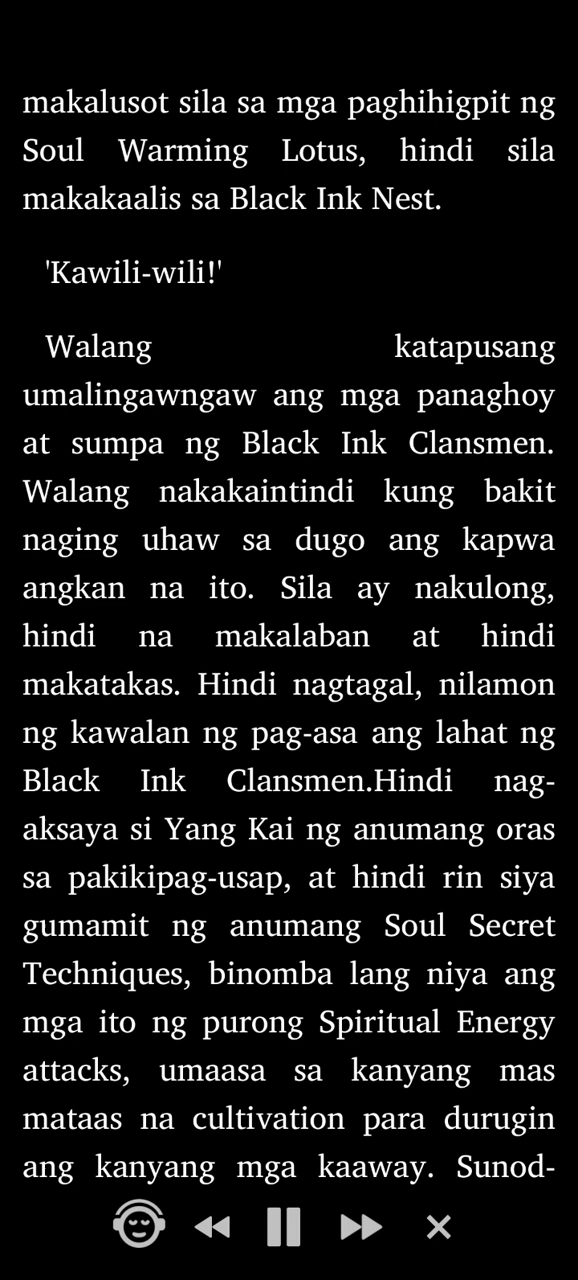 makalusot sila sa mga paghihigpit ng
Soul Warming Lotus, hindi sila
makakaalis sa Black Ink Nest.
'Kawili-wili!'
Walang katapusang
umalingawngaw ang mga panaghoy
at sumpa ng Black Ink Clansmen.
Walang nakakaintindi kung bakit
naging uhaw sa dugo ang kapwa
angkan na ito. Sila ay nakulong,
hindi na makalaban at hindi
makatakas. Hindi nagtagal, nilamon
ng kawalan ng pag-asa ang lahat ng
Black Ink Clansmen.Hindi nag-
aksaya si Yang Kai ng anumang oras
sa pakikipag-usap, at hindi rin siya
gumamit ng anumang Soul Secret
Techniques, binomba lang niya ang
mga ito ng purong Spiritual Energy
attacks, umaasa sa kanyang mas
mataas na cultivation para durugin
ang kanyang mga kaaway. Sunod-